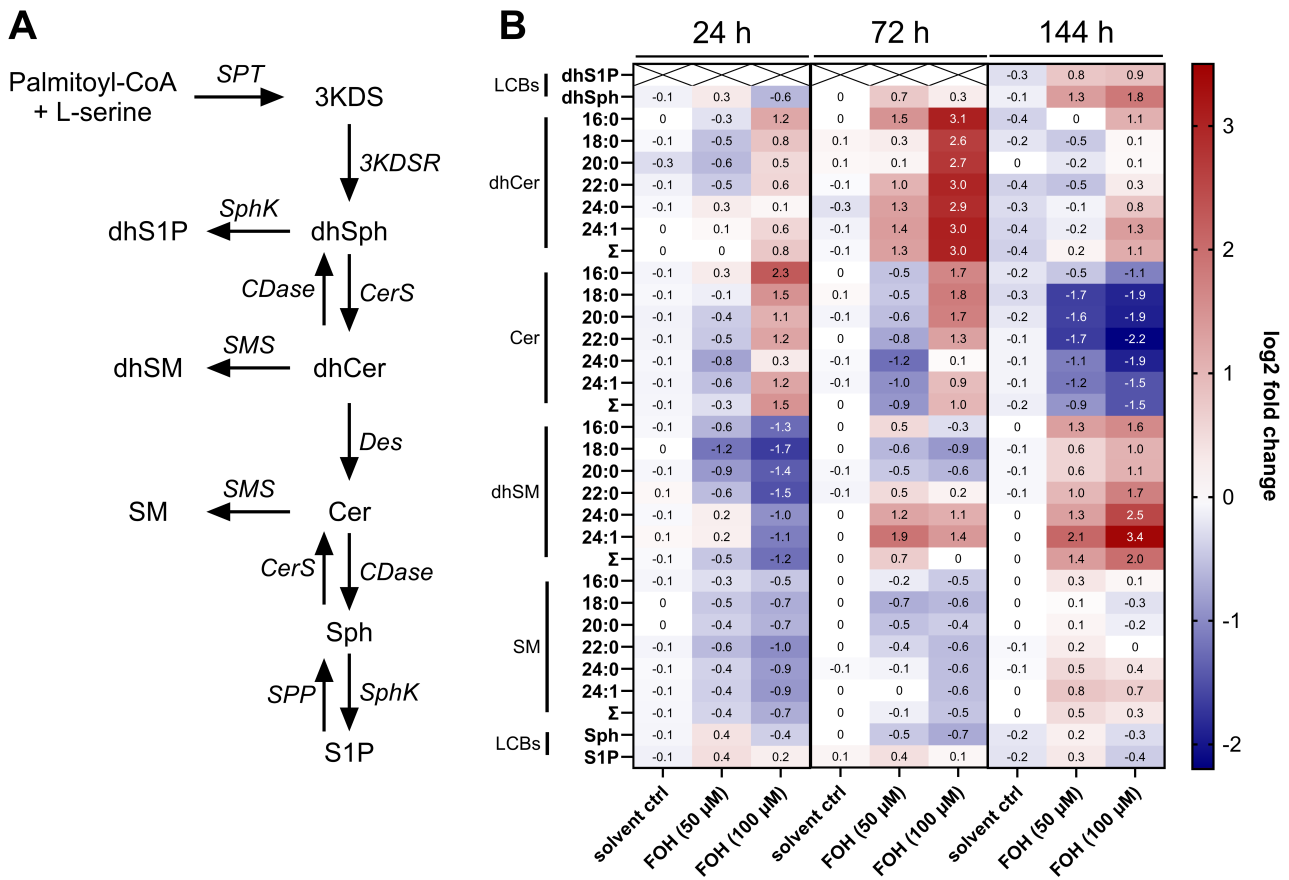 A
Palmitoyl-CoA
+ L-serine
SPT
3KDS
3KDSR
dhS1P
SphK
dhSph
CDase
CerS
dhSM
SMS
dhCer
Des
SM
SMS
Cer
CerS
CDase
Sph
SPP
SphK
S1P
B
24 h 72 h 144 h
LCBs
dhS1P -0.3 0.8 0.9
dhSph -0.1 0.3 -0.6 0 0.7 0.3 -0.1 1.3 1.8
dhCer
16:0 0 -0.3 1.2 0 1.5 3.1 -0.4 0 1.1
18:0 -0.1 -0.5 0.8 0.1 0.3 2.6 -0.2 -0.5 0.1
20:0 -0.3 -0.6 0.5 0.1 0.1 2.7 0 -0.2 0.1
22:0 -0.1 -0.5 0.6 -0.1 1.0 3.0 -0.4 -0.5 0.3
24:0 -0.1 0.3 0.1 -0.3 1.3 2.9 -0.3 -0.1 0.8
24:1 0 0.1 0.6 -0.1 1.4 3.0 -0.4 -0.2 1.3
Σ 0 0 0.8 -0.1 1.3 3.0 -0.4 0.2 1.1
Cer
16:0 -0.1 0.3 2.3 0 -0.5 1.7 -0.2 -0.5 -1.1
18:0 -0.1 -0.1 1.5 0.1 -0.5 1.8 -0.3 -1.7 -1.9
20:0 -0.1 -0.4 1.1 -0.1 -0.6 1.7 -0.2 -1.6 -1.9
22:0 -0.1 -0.5 1.2 0 -0.8 1.3 -0.1 -1.7 -2.2
24:0 -0.1 -0.8 0.3 -0.1 -1.2 0.1 -0.1 -1.1 -1.9
24:1 -0.1 -0.6 1.2 -0.1 -1.0 0.9 -0.1 -1.2 -1.5
Σ -0.1 -0.3 1.5 0 -0.9 1.0 -0.2 -0.9 -1.5
dhSM
16:0 -0.1 -0.6 -1.3 0 0.5 -0.3 0 1.3 1.6
18:0 0 -1.2 -1.7 0 -0.6 -0.9 -0.1 0.6 1.0
20:0 -0.1 -0.9 -1.4 -0.1 -0.5 -0.6 -0.1 0.6 1.1
22:0 0.1 -0.6 -1.5 -0.1 0.5 0.2 -0.1 1.0 1.7
24:0 -0.1 0.2 -1.0 0 1.2 1.1 0 1.3 2.5
24:1 0.1 0.2 -1.1 0 1.9 1.4 0 2.1 3.4
Σ -0.1 -0.5 -1.2 0 0.7 0 0 1.4 2.0
SM
16:0 -0.1 -0.3 -0.5 0 -0.2 -0.5 0 0.3 0.1
18:0 0 -0.5 -0.7 0 -0.7 -0.6 0 0.1 -0.3
20:0 0 -0.4 -0.7 0 -0.5 -0.4 0 0.1 -0.2
22:0 -0.1 -0.6 -1.0 0 -0.4 -0.6 -0.1 0.2 0
24:0 -0.1 -0.4 -0.9 -0.1 -0.1 -0.6 -0.1 0.5 0.4
24:1 -0.1 -0.4 -0.9 0 0 -0.6 0 0.8 0.7
Σ -0.1 -0.4 -0.7 0 -0.1 -0.5 0 0.5 0.3
LCBs
Sph -0.1 0.4 -0.4 0 -0.5 -0.7 -0.2 0.2 -0.3
S1P -0.1 0.4 0.2 0.1 0.4 0.1 -0.2 0.3 -0.4
solvent ctrl
FOH (50 µM)
FOH (100 µM)
solvent ctrl
FOH (50 µM)
FOH (100 µM)
solvent ctrl
FOH (50 µM)
FOH (100 µM)
3
2
1
0
-1
-2
log2 fold change